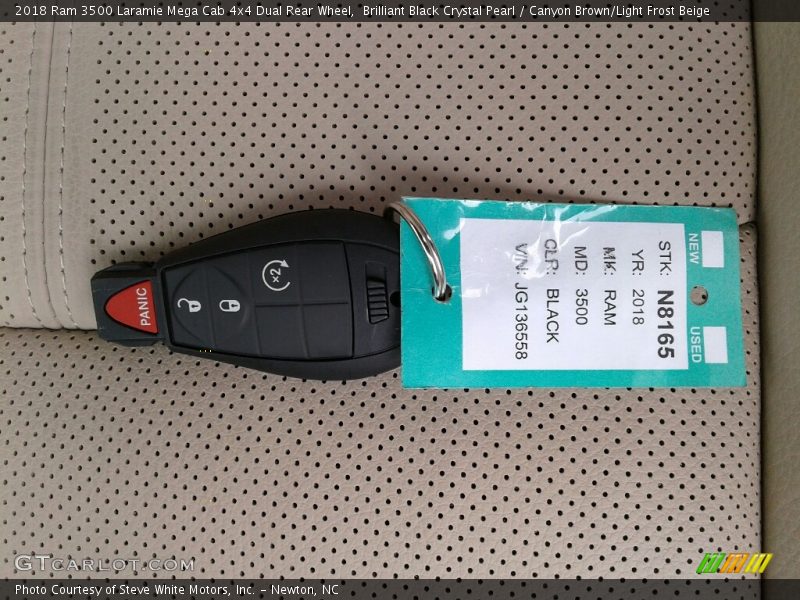 2018 Ram 3500 Laramie Mega Cab 4x4 Dual Rear Wheel, Brilliant Black Crystal Pearl / Canyon Brown/Light Frost Beige
NEW
USED
STK: N8165
YR: 2018
MK: RAM
MD: 3500
CLR: BLACK
V/N: JG136558
PANIC
×2
GTCARLOT.COM
Photo Courtesy of Steve White Motors, Inc. – Newton, NC